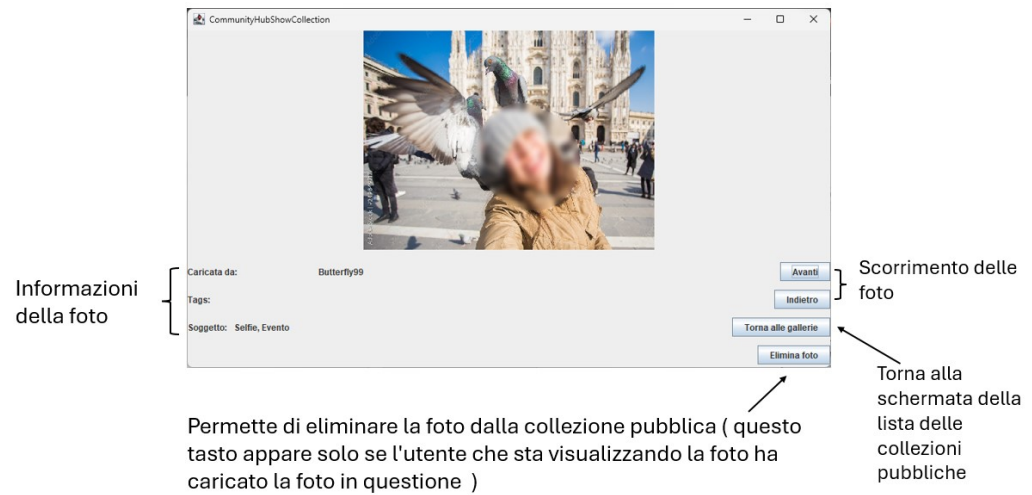 CommunityHubShowCollection
Caricata da: Butterfly99
Tags:
Soggetto: Selfie, Evento
Avanti
Indietro
Torna alle gallerie
Elimina foto
Informazioni
della foto
Scorrimento delle
foto
Torna alla
schermata della
lista delle
collezioni
pubbliche
Permette di eliminare la foto dalla collezione pubblica ( questo
tasto appare solo se l'utente che sta visualizzando la foto ha
caricato la foto in questione )